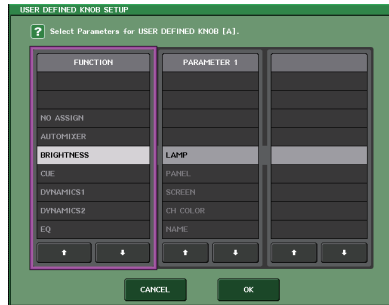 USER DEFINED KNOB SETUP
? Select Parameters for USER DEFINED KNOB [A].
FUNCTION
PARAMETER 1
NO ASSIGN
AUTOMIXER
BRIGHTNESS
LAMP
CUE
PANEL
DYNAMICS1
SCREEN
DYNAMICS2
CH COLOR
EQ
NAME
CANCEL
OK